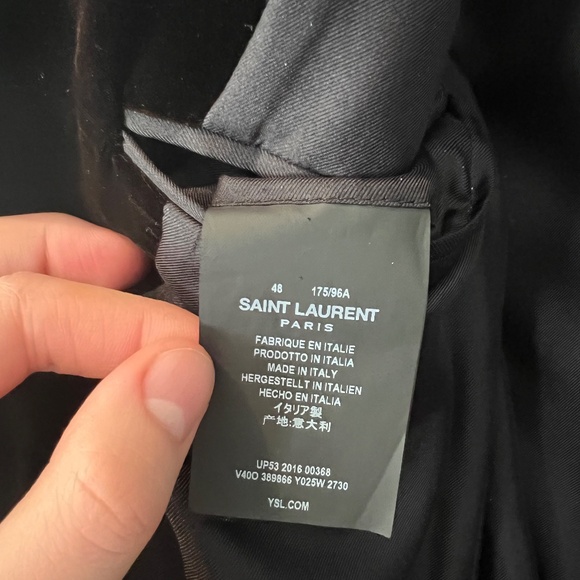 48 175/96A
SAINT LAURENT
PARIS
FABRIQUE EN ITALIE
PRODOTTO IN ITALIA
MADE IN ITALY
HERGESTELLT IN ITALIEN
HECHO EN ITALIA
イタリア製
产地:意大利
UP53 2016 00368
V40O 389866 Y025W 2730
YSL.COM